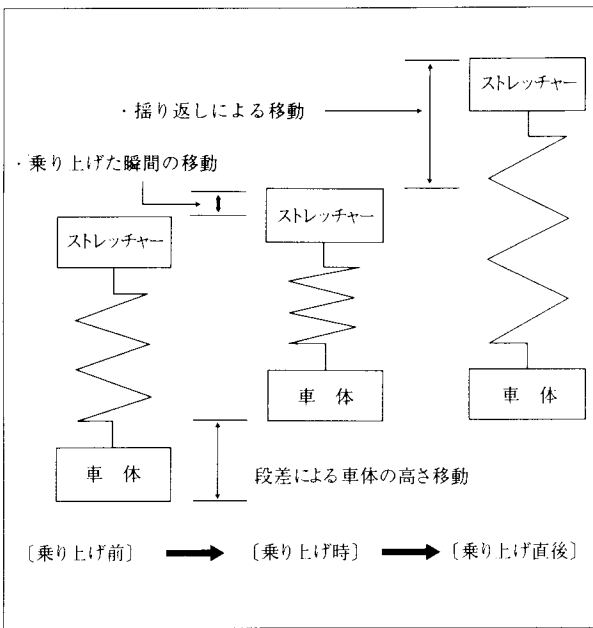 ストレッチャー
・揺り返しによる移動
・乗り上げた瞬間の移動
ストレッチャー
ストレッチャー
車 体
車 体
車 体
段差による車体の高さ移動
〔乗り上げ前〕 〔乗り上げ時〕 〔乗り上げ直後〕